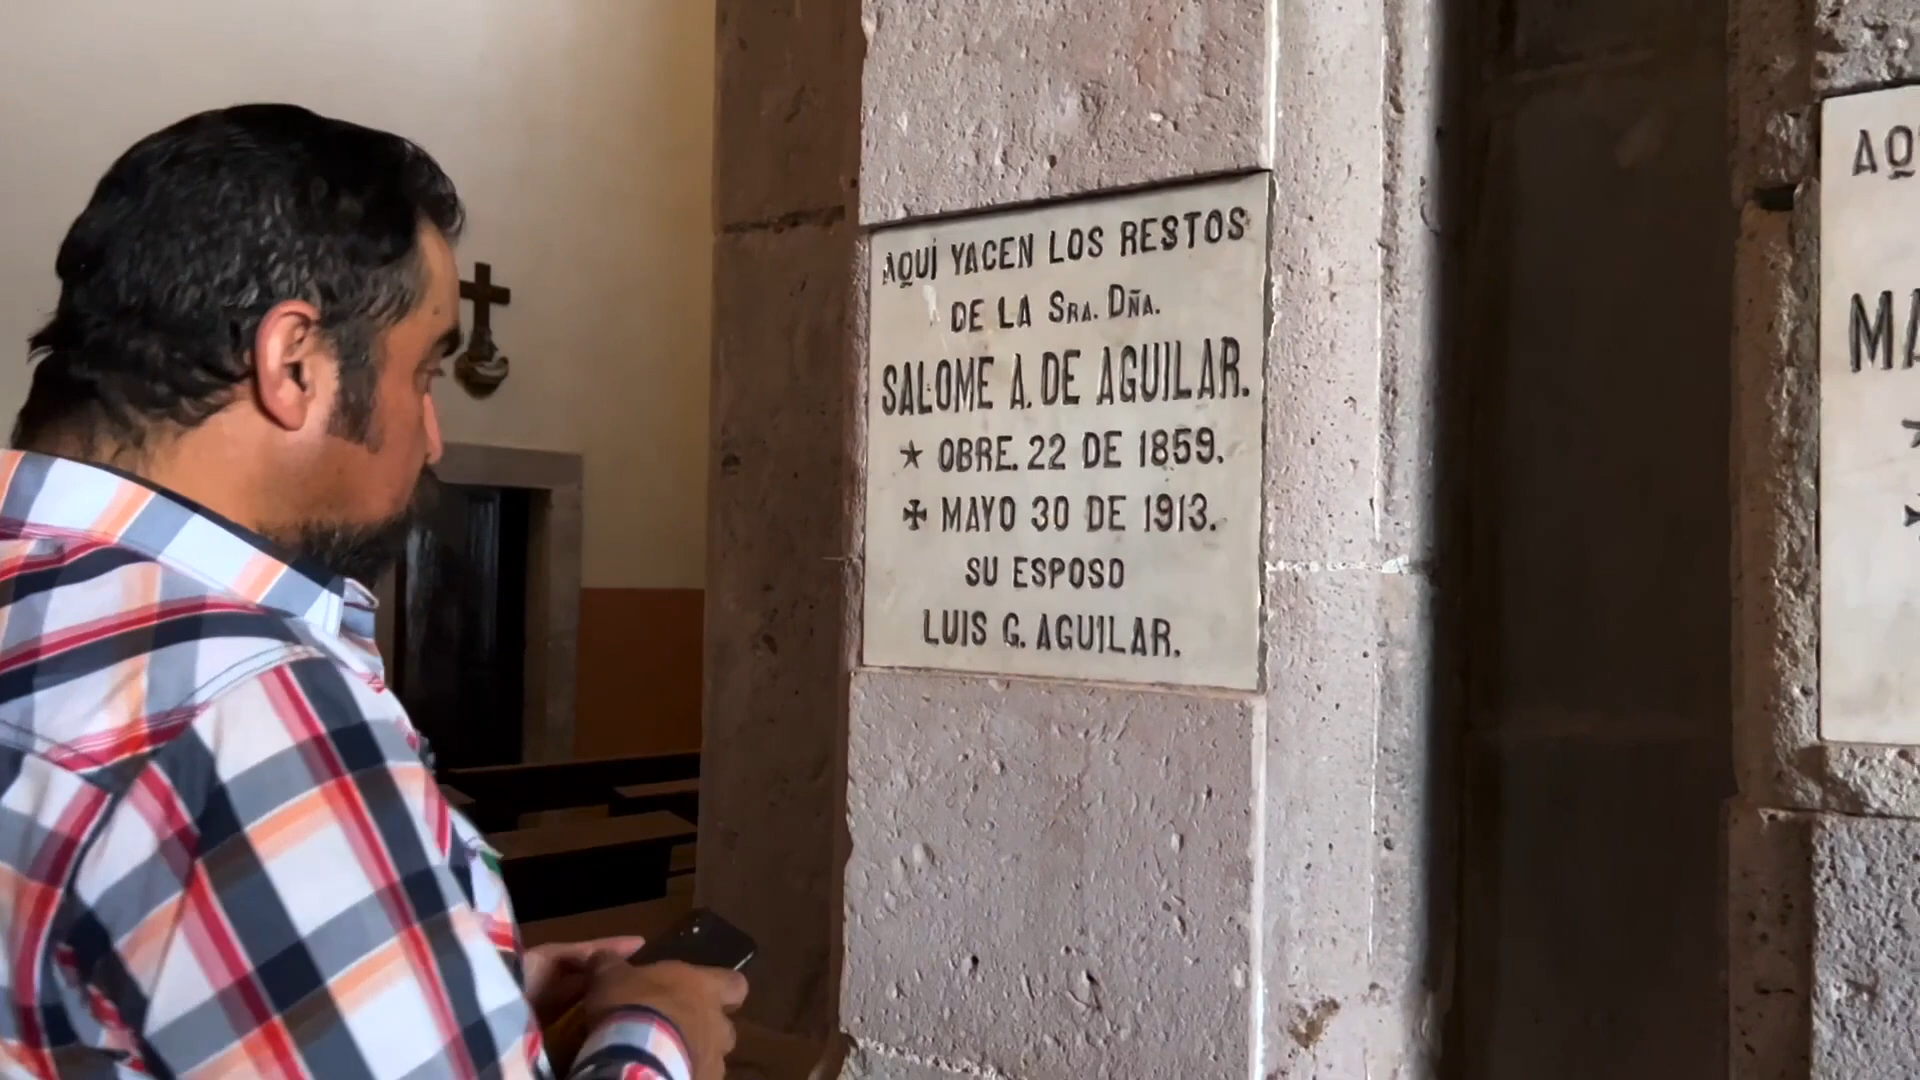 AQUÍ YACEN LOS RESTOS
DE LA SRA. DÑA.
SALOME A. DE AGUILAR.
★ OBRE. 22 DE 1859.
✠ MAYO 30 DE 1913.
SU ESPOSO
LUIS G. AGUILAR.